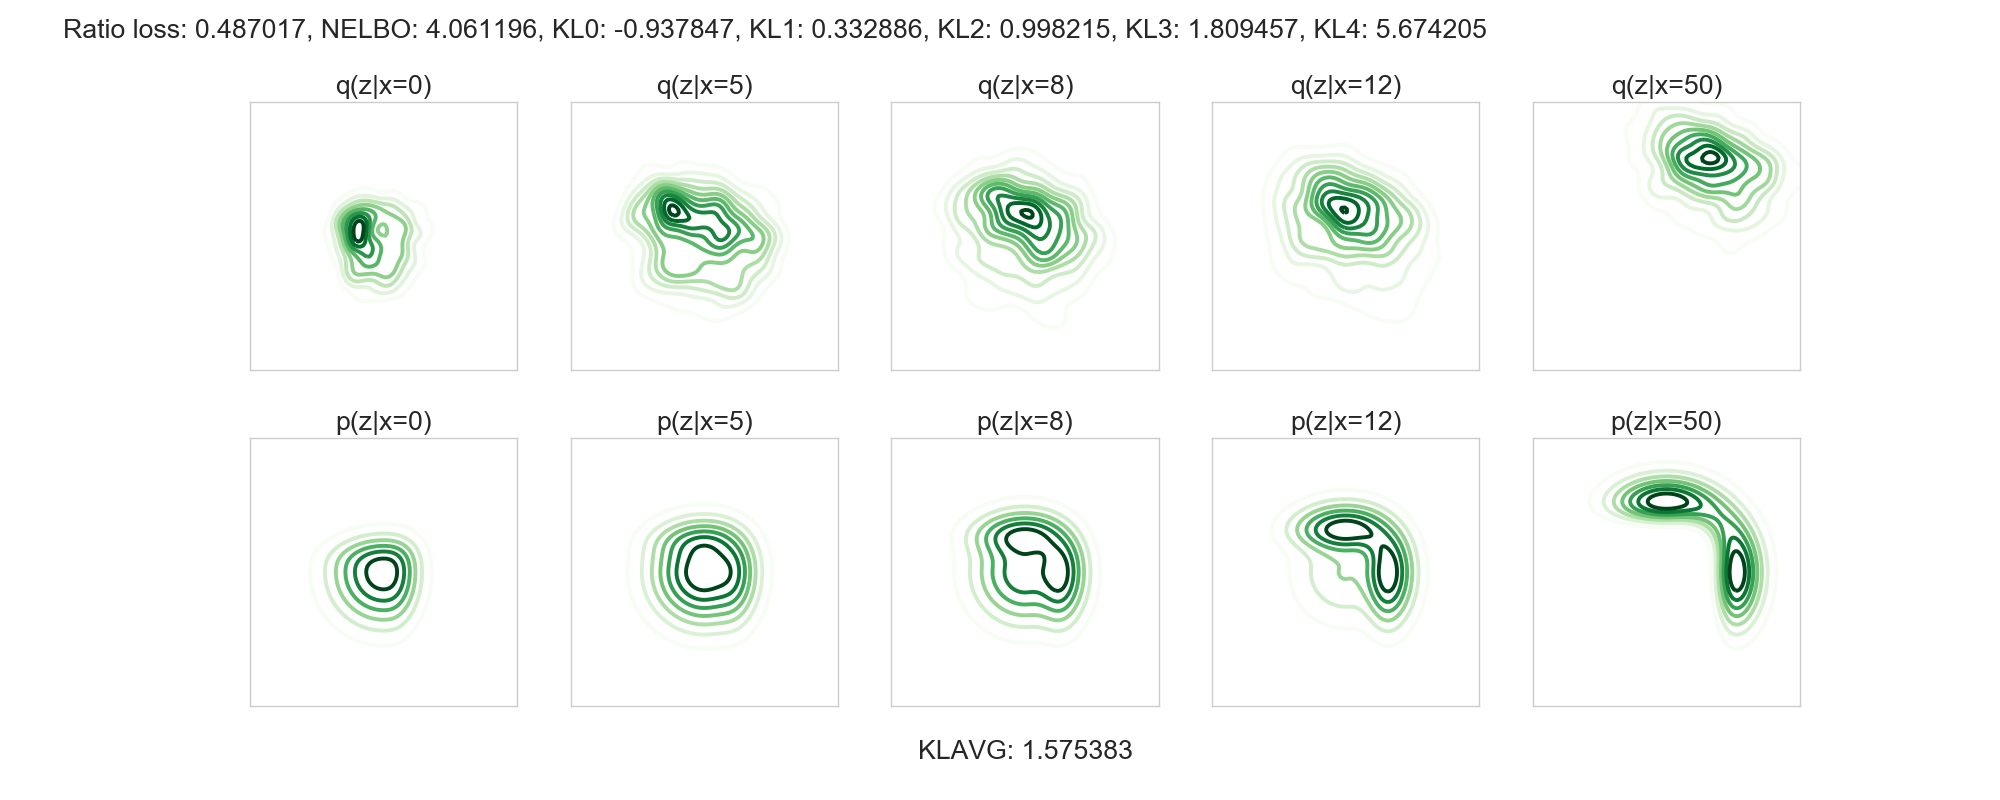 Ratio loss: 0.487017, NELBO: 4.061196, KL0: -0.937847, KL1: 0.332886, KL2: 0.998215, KL3: 1.809457, KL4: 5.674205
q(z|x=0) q(z|x=5) q(z|x=8) q(z|x=12) q(z|x=50)
p(z|x=0) p(z|x=5) p(z|x=8) p(z|x=12) p(z|x=50)
KLAVG: 1.575383